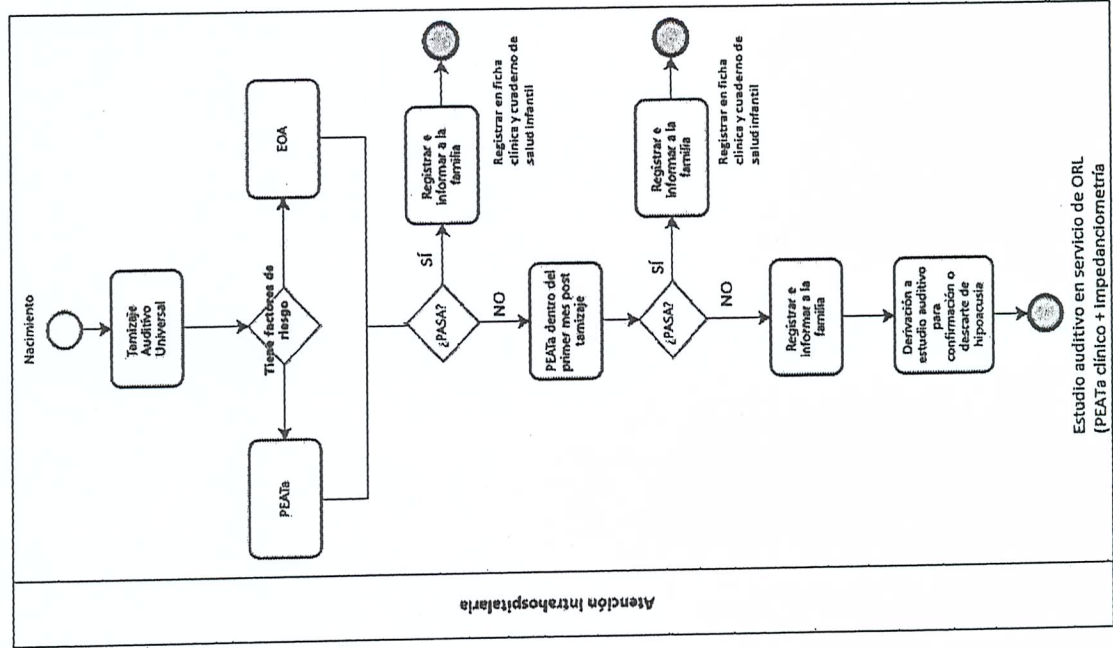 Atención Intrahospitalaria
Nacimiento
Tamizaje
Auditivo
Universal
Tiene factores de
riesgo
PEATa
EOA
¿PASA?
SÍ
Registrar e
informar a la
familia
Registrar en ficha
clínica y cuaderno de
salud infantil
NO
PEATa dentro del
primer mes post
tamizaje
¿PASA?
SÍ
Registrar e
informar a la
familia
Registrar en ficha
clínica y cuaderno de
salud infantil
NO
Registrar e
informar a la
familia
Derivación a
estudio auditivo
para
confirmación o
descarte de
hipoacusia
Estudio auditivo en servicio de ORL
(PEATa clínico + impedanciometría